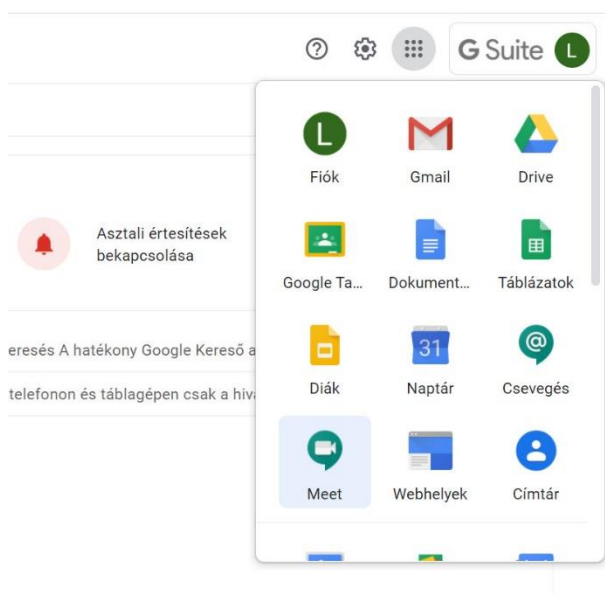 G Suite L
L
Fiók Gmail Drive
Asztali értesítések
bekapcsolása
Google Ta... Dokument... Táblázatok
31
eresés A hatékony Google Kereső a
Diák Naptár Csevegés
telefonon és táblagépen csak a hiva
Meet Webhelyek Címtár